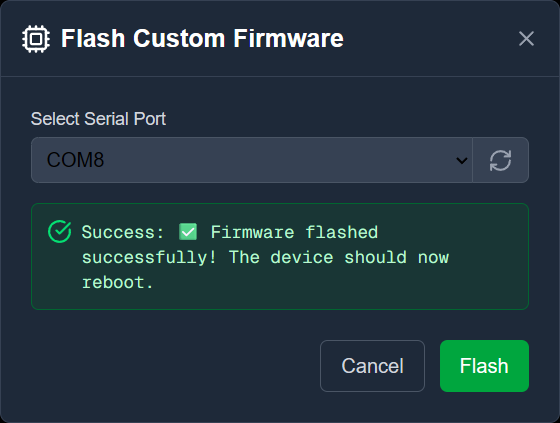 Flash Custom Firmware
Select Serial Port
COM8
Success: ✅ Firmware flashed
successfully! The device should now
reboot.
Cancel
Flash